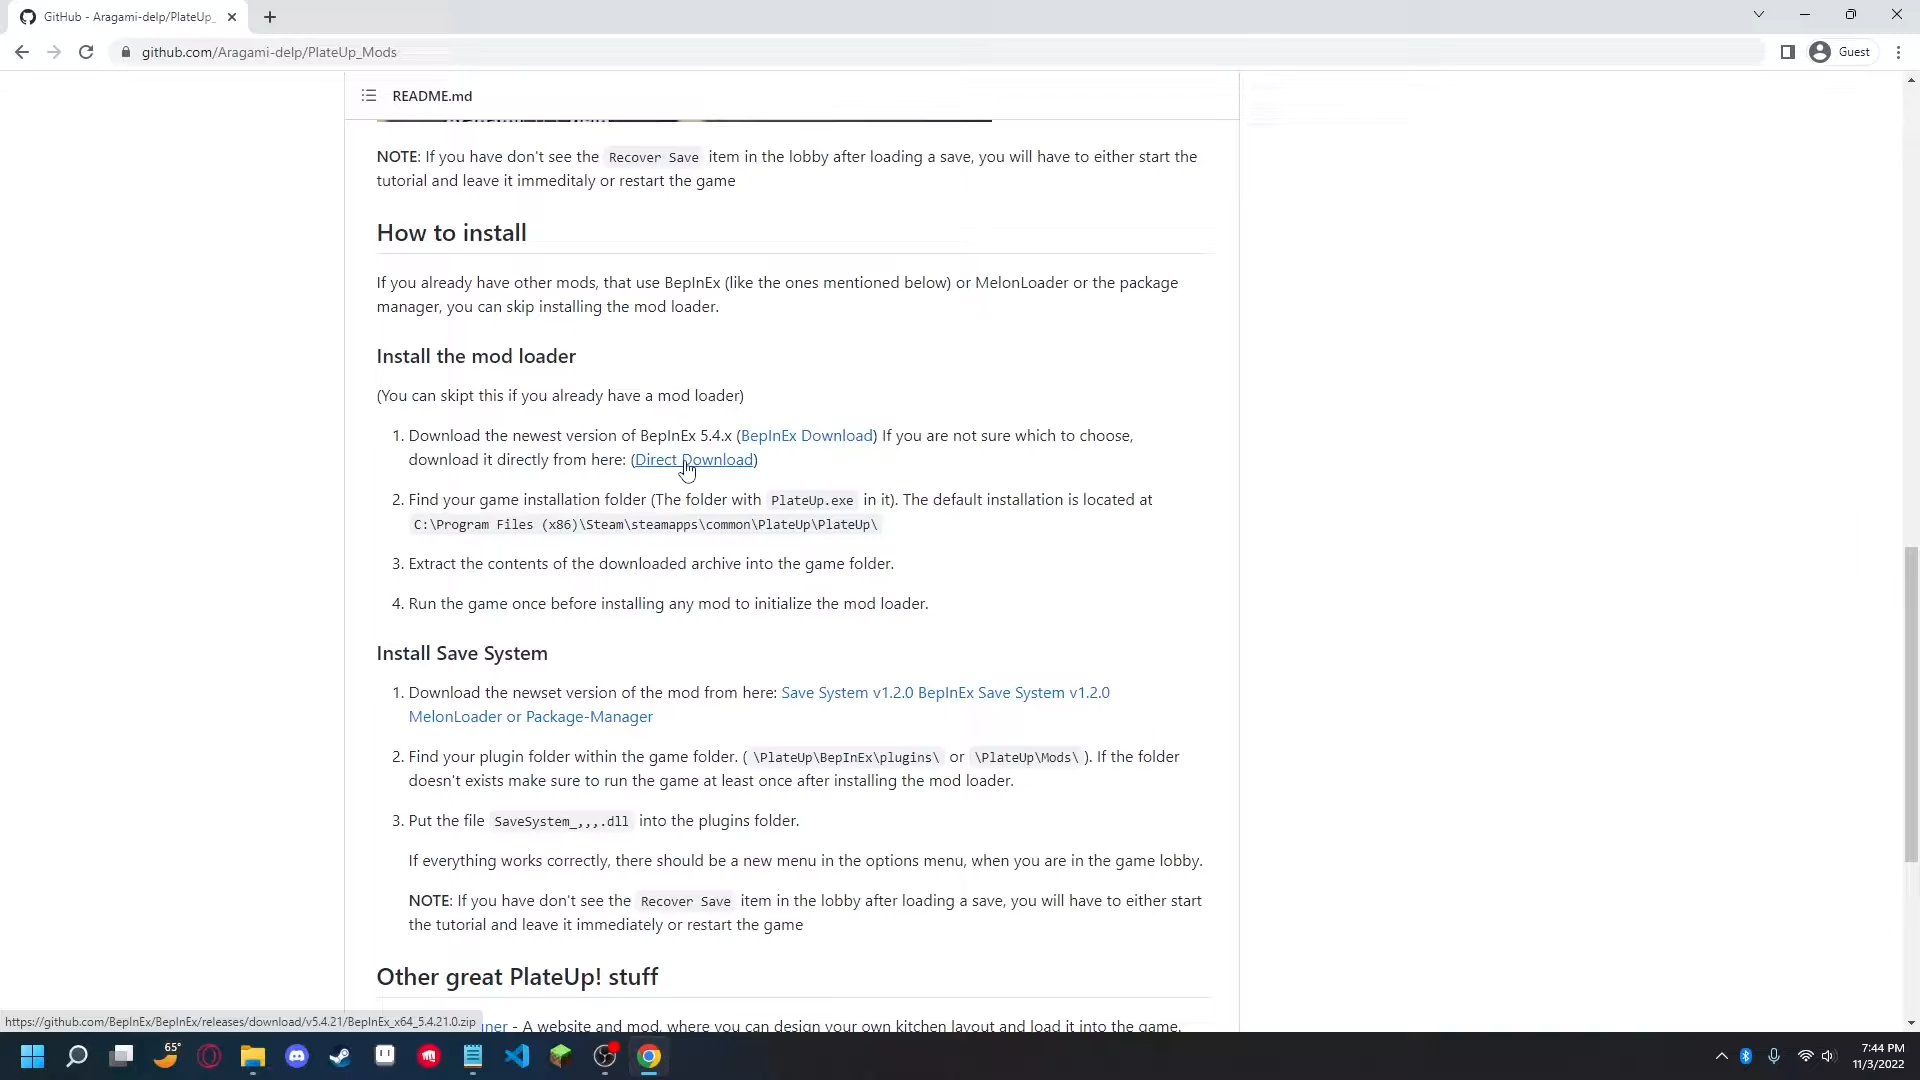 GitHub - Aragami-delp/PlateUp_
github.com/Aragami-delp/PlateUp_Mods
Guest
README.md
NOTE: If you have don't see the Recover Save item in the lobby after loading a save, you will have to either start the
tutorial and leave it immeditaly or restart the game
How to install
If you already have other mods, that use BepInEx (like the ones mentioned below) or MelonLoader or the package
manager, you can skip installing the mod loader.
Install the mod loader
(You can skipt this if you already have a mod loader)
1. Download the newest version of BepInEx 5.4.x (BepInEx Download) If you are not sure which to choose,
download it directly from here: (Direct Download)
2. Find your game installation folder (The folder with PlateUp.exe in it). The default installation is located at
C:\Program Files (x86)\Steam\steamapps\common\PlateUp\PlateUp\
3. Extract the contents of the downloaded archive into the game folder.
4. Run the game once before installing any mod to initialize the mod loader.
Install Save System
1. Download the newset version of the mod from here: Save System v1.2.0 BepInEx Save System v1.2.0
MelonLoader or Package-Manager
2. Find your plugin folder within the game folder. ( \PlateUp\BepInEx\plugins\ or \PlateUp\Mods\ ). If the folder
doesn't exists make sure to run the game at least once after installing the mod loader.
3. Put the file SaveSystem_,,,.dll into the plugins folder.
If everything works correctly, there should be a new menu in the options menu, when you are in the game lobby.
NOTE: If you have don't see the Recover Save item in the lobby after loading a save, you will have to either start
the tutorial and leave it immediately or restart the game
Other great PlateUp! stuff
ner - A website and mod, where you can design your own kitchen layout and load it into the game.
https://github.com/BepInEx/BepInEx/releases/download/v5.4.21/BepInEx_x64_5.4.21.0.zip
65°
7:44 PM
11/3/2022